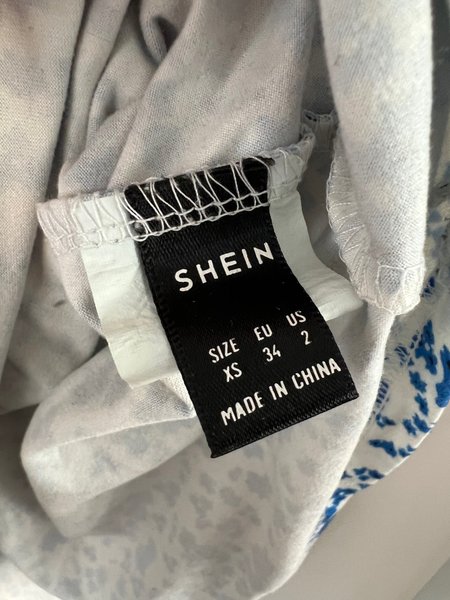 SHEIN
SIZE EU US
XS 34 2
MADE IN CHINA